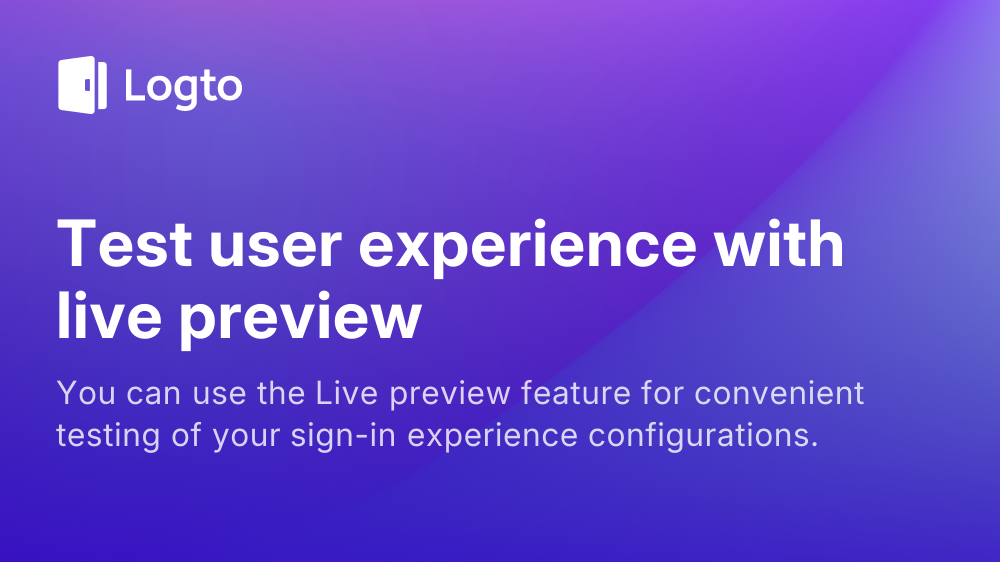 Logto
Test user experience with
live preview
You can use the Live preview feature for convenient
testing of your sign-in experience configurations.